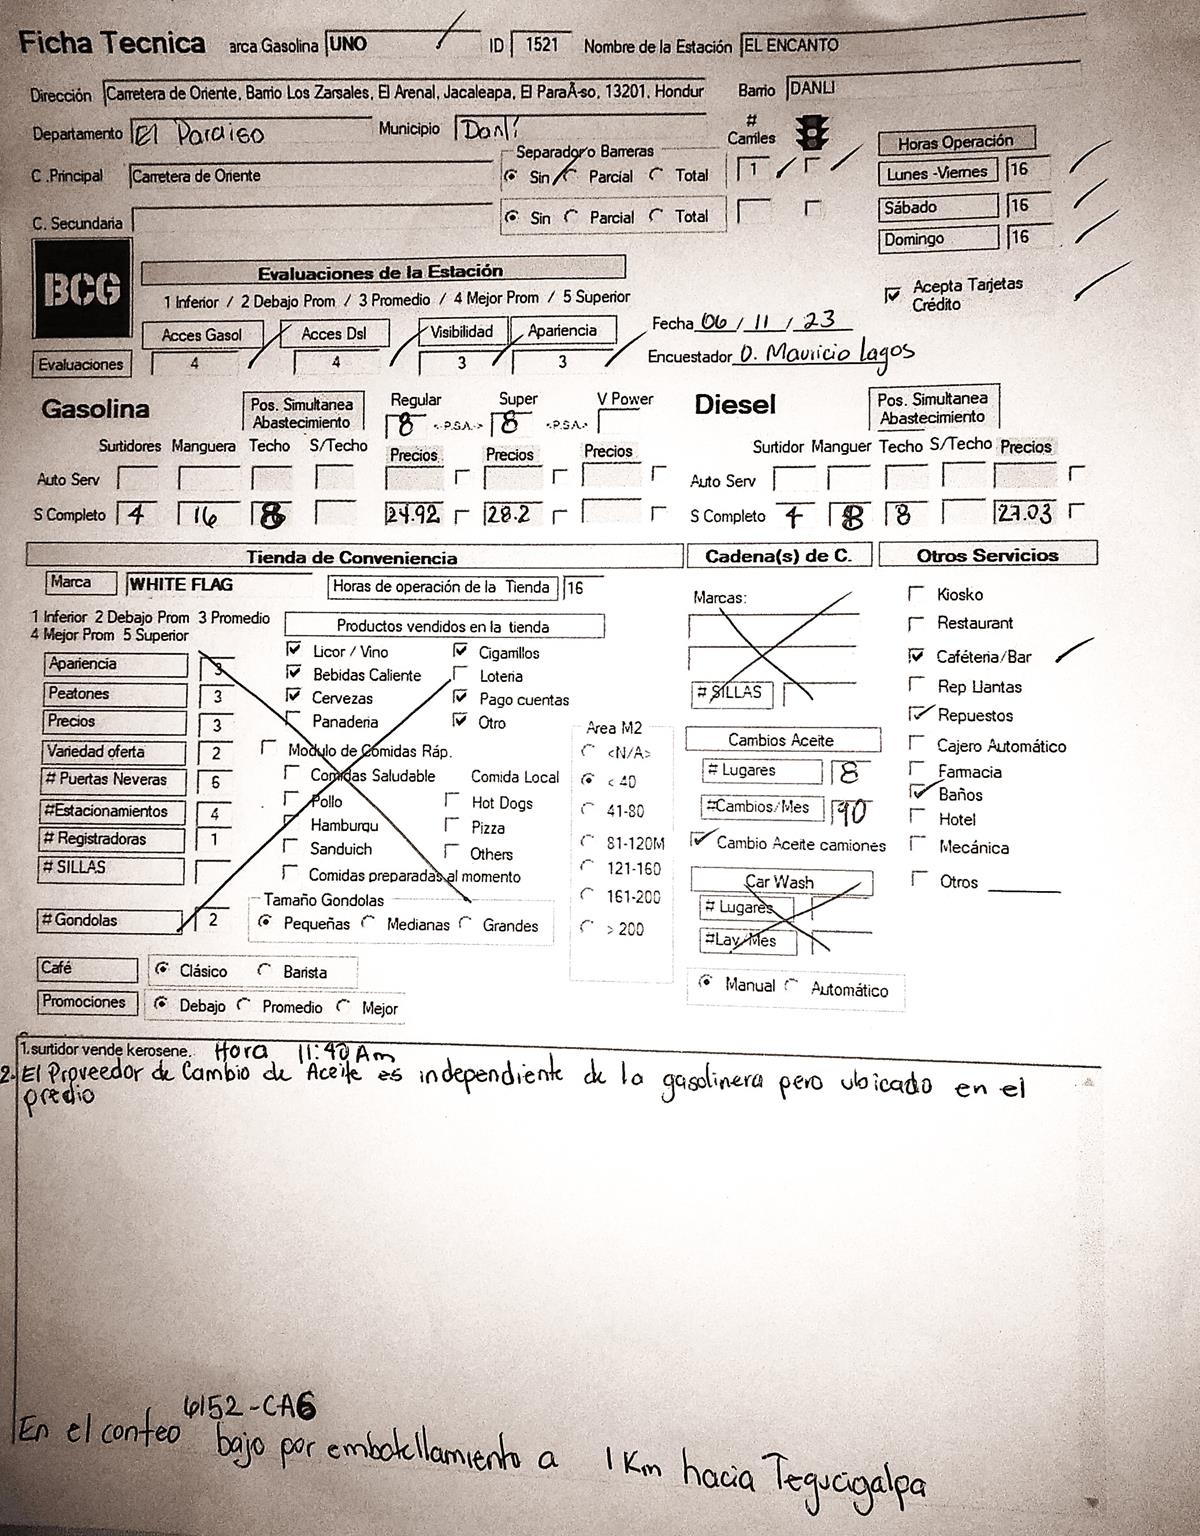 Ficha Tecnica arca Gasolina UNO ID 1521 Nombre de la Estación EL ENCANTO
Dirección Carretera de Oriente, Barrio Los Zarsales, El Arenal, Jacaleapa, El ParaÃ-so, 13201, Hondur Barrio DANLI
Departamento El Paraiso Municipio Danlí # Carriles
C .Principal Carretera de Oriente Separador o Barreras Sin Parcial Total 1
C. Secundaria Sin Parcial Total
Horas Operación
Lunes -Viernes 16
Sábado 16
Domingo 16
Acepta Tarjetas Crédito
BCG
Evaluaciones de la Estación
1 Inferior / 2 Debajo Prom / 3 Promedio / 4 Mejor Prom / 5 Superior
Acces Gasol Acces Dsl Visibilidad Apariencia
Evaluaciones 4 4 3 3
Fecha 06 / 11 / 23
Encuestador O. Mauricio Lagos
Gasolina Pos. Simultanea Abastecimiento Regular Super V Power
8 <.P.S.A.> 8 <.P.S.A.>
Surtidores Manguera Techo S/Techo Precios Precios Precios
Auto Serv
S Completo 4 16 8 24.92 28.2
Diesel Pos. Simultanea Abastecimiento
Surtidor Manguer Techo S/Techo Precios
Auto Serv
S Completo 4 8 8 27.03
Tienda de Conveniencia
Marca WHITE FLAG Horas de operación de la Tienda 16
1 Inferior 2 Debajo Prom 3 Promedio
4 Mejor Prom 5 Superior
Apariencia 3
Peatones 3
Precios 3
Variedad oferta 2
# Puertas Neveras 6
#Estacionamientos 4
# Registradoras 1
# SILLAS
# Gondolas 2
Productos vendidos en la tienda
Licor / Vino Cigarrillos
Bebidas Caliente Loteria
Cervezas Pago cuentas
Panaderia Otro
Modulo de Comidas Ráp.
Comidas Saludable Comida Local
Pollo Hot Dogs
Hamburgu Pizza
Sanduich Others
Comidas preparadas al momento
Tamaño Gondolas
Pequeñas Medianas Grandes
Area M2
<N/A>
< 40
41-80
81-120M
121-160
161-200
> 200
Café Clásico Barista
Promociones Debajo Promedio Mejor
Cadena(s) de C.
Marcas:
# SILLAS
Cambios Aceite
# Lugares 8
#Cambios/Mes 90
Cambio Aceite camiones
Car Wash
# Lugares
#Lav/Mes
Manual Automático
Otros Servicios
Kiosko
Restaurant
Caféteria/Bar
Rep Llantas
Repuestos
Cajero Automático
Farmacia
Baños
Hotel
Mecánica
Otros
1.surtidor vende kerosene. Hora 11:40 Am
2. El Proveedor de Cambio de Aceite es independiente de la gasolinera pero ubicado en el
predio
6152-CA6
En el conteo bajo por embotellamiento a 1 Km hacia Tegucigalpa